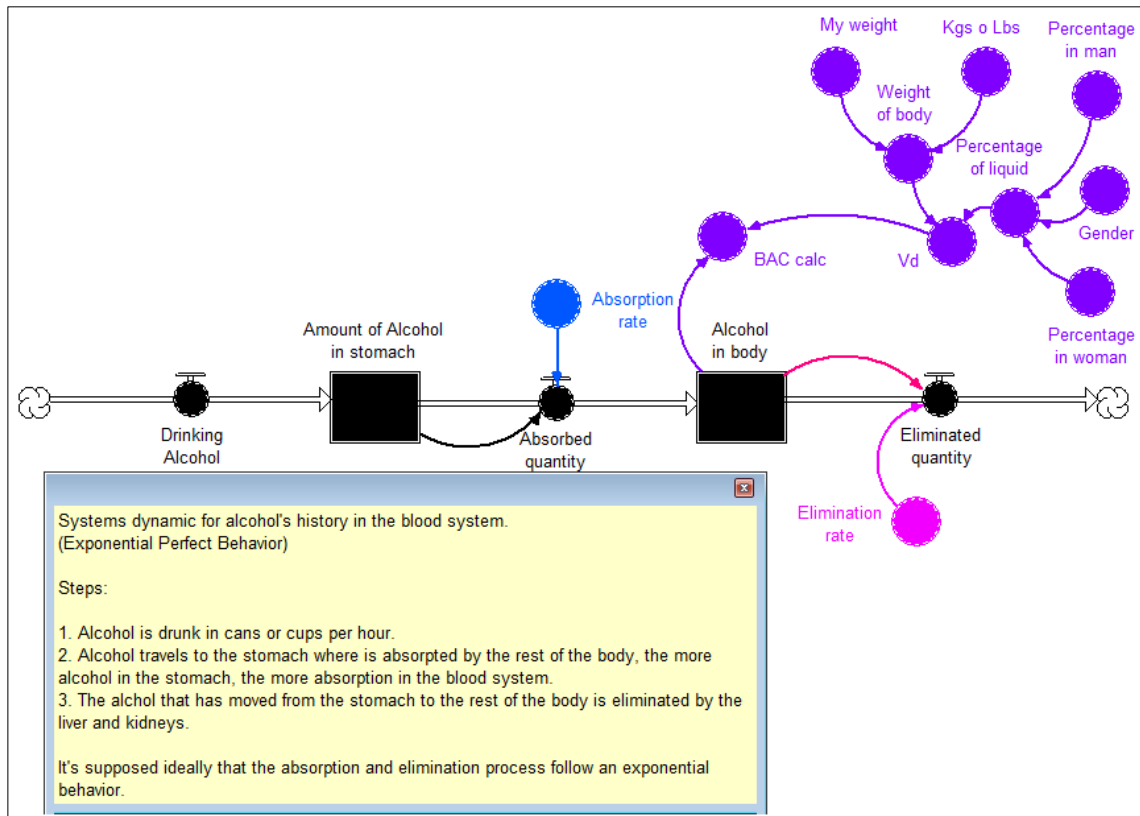 My weight
Kgs o Lbs
Percentage
in man
Weight
of body
Percentage
of liquid
Gender
BAC calc
Vd
Absorption
rate
Percentage
in woman
Amount of Alcohol
in stomach
Alcohol
in body
Drinking
Alcohol
Absorbed
quantity
Eliminated
quantity
Elimination
rate
Systems dynamic for alcohol's history in the blood system.
(Exponential Perfect Behavior)
Steps:
1. Alcohol is drunk in cans or cups per hour.
2. Alcohol travels to the stomach where is absorpted by the rest of the body, the more
alcohol in the stomach, the more absorption in the blood system.
3. The alchol that has moved from the stomach to the rest of the body is eliminated by the
liver and kidneys.
It's supposed ideally that the absorption and elimination process follow an exponential
behavior.